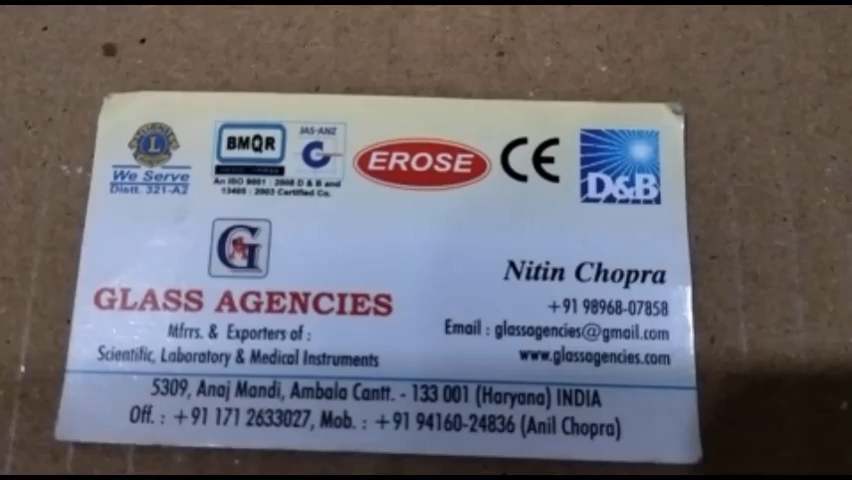 LIONS
L
We Serve
Distt. 321-A2
BMQR
JAS-ANZ
An ISO 9001 : 2008 D & B and
13485 : 2003 Certified Co.
EROSE
CE
D&B
G
GLASS AGENCIES
Mfrrs. & Exporters of :
Scientific, Laboratory & Medical Instruments
Nitin Chopra
+91 98968-07858
Email : glassagencies@gmail.com
www.glassagencies.com
5309, Anaj Mandi, Ambala Cantt. - 133 001 (Haryana) INDIA
Off. : +91 171 2633027, Mob. : +91 94160-24836 (Anil Chopra)